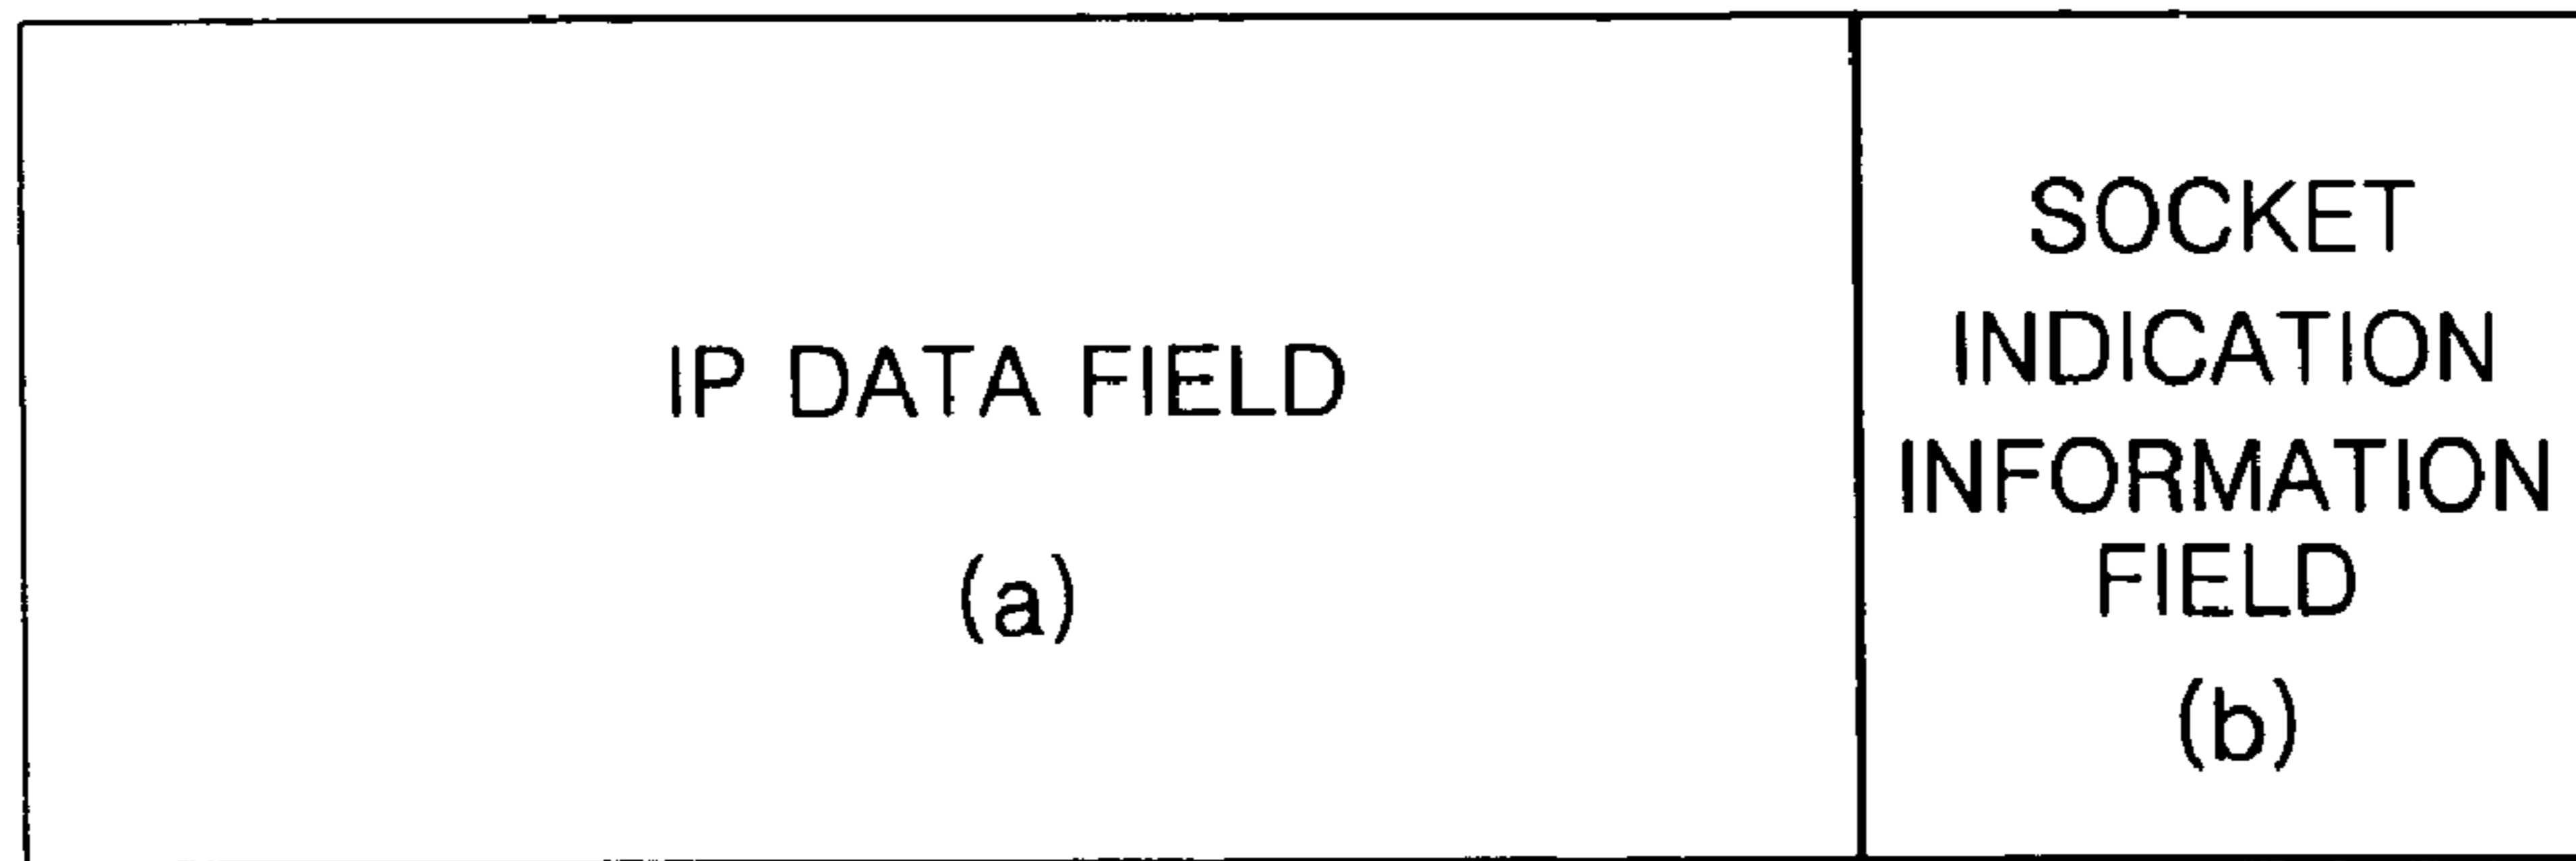 IP DATA FIELD
(a)
SOCKET
INDICATION
INFORMATION
FIELD
(b)